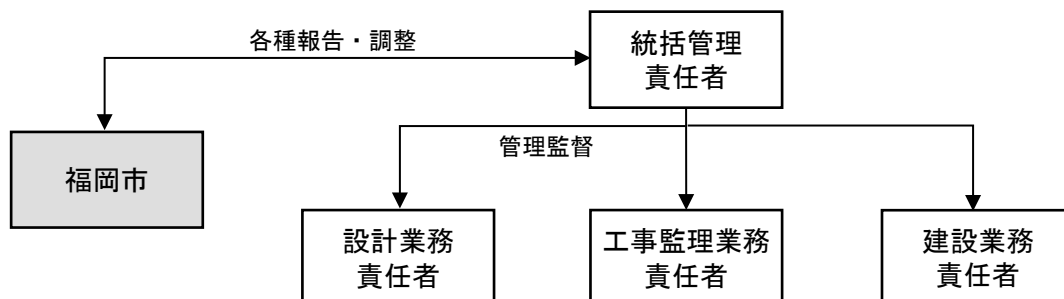 各種報告・調整
統括管理
責任者
管理監督
福岡市
設計業務
責任者
工事監理業務
責任者
建設業務
責任者